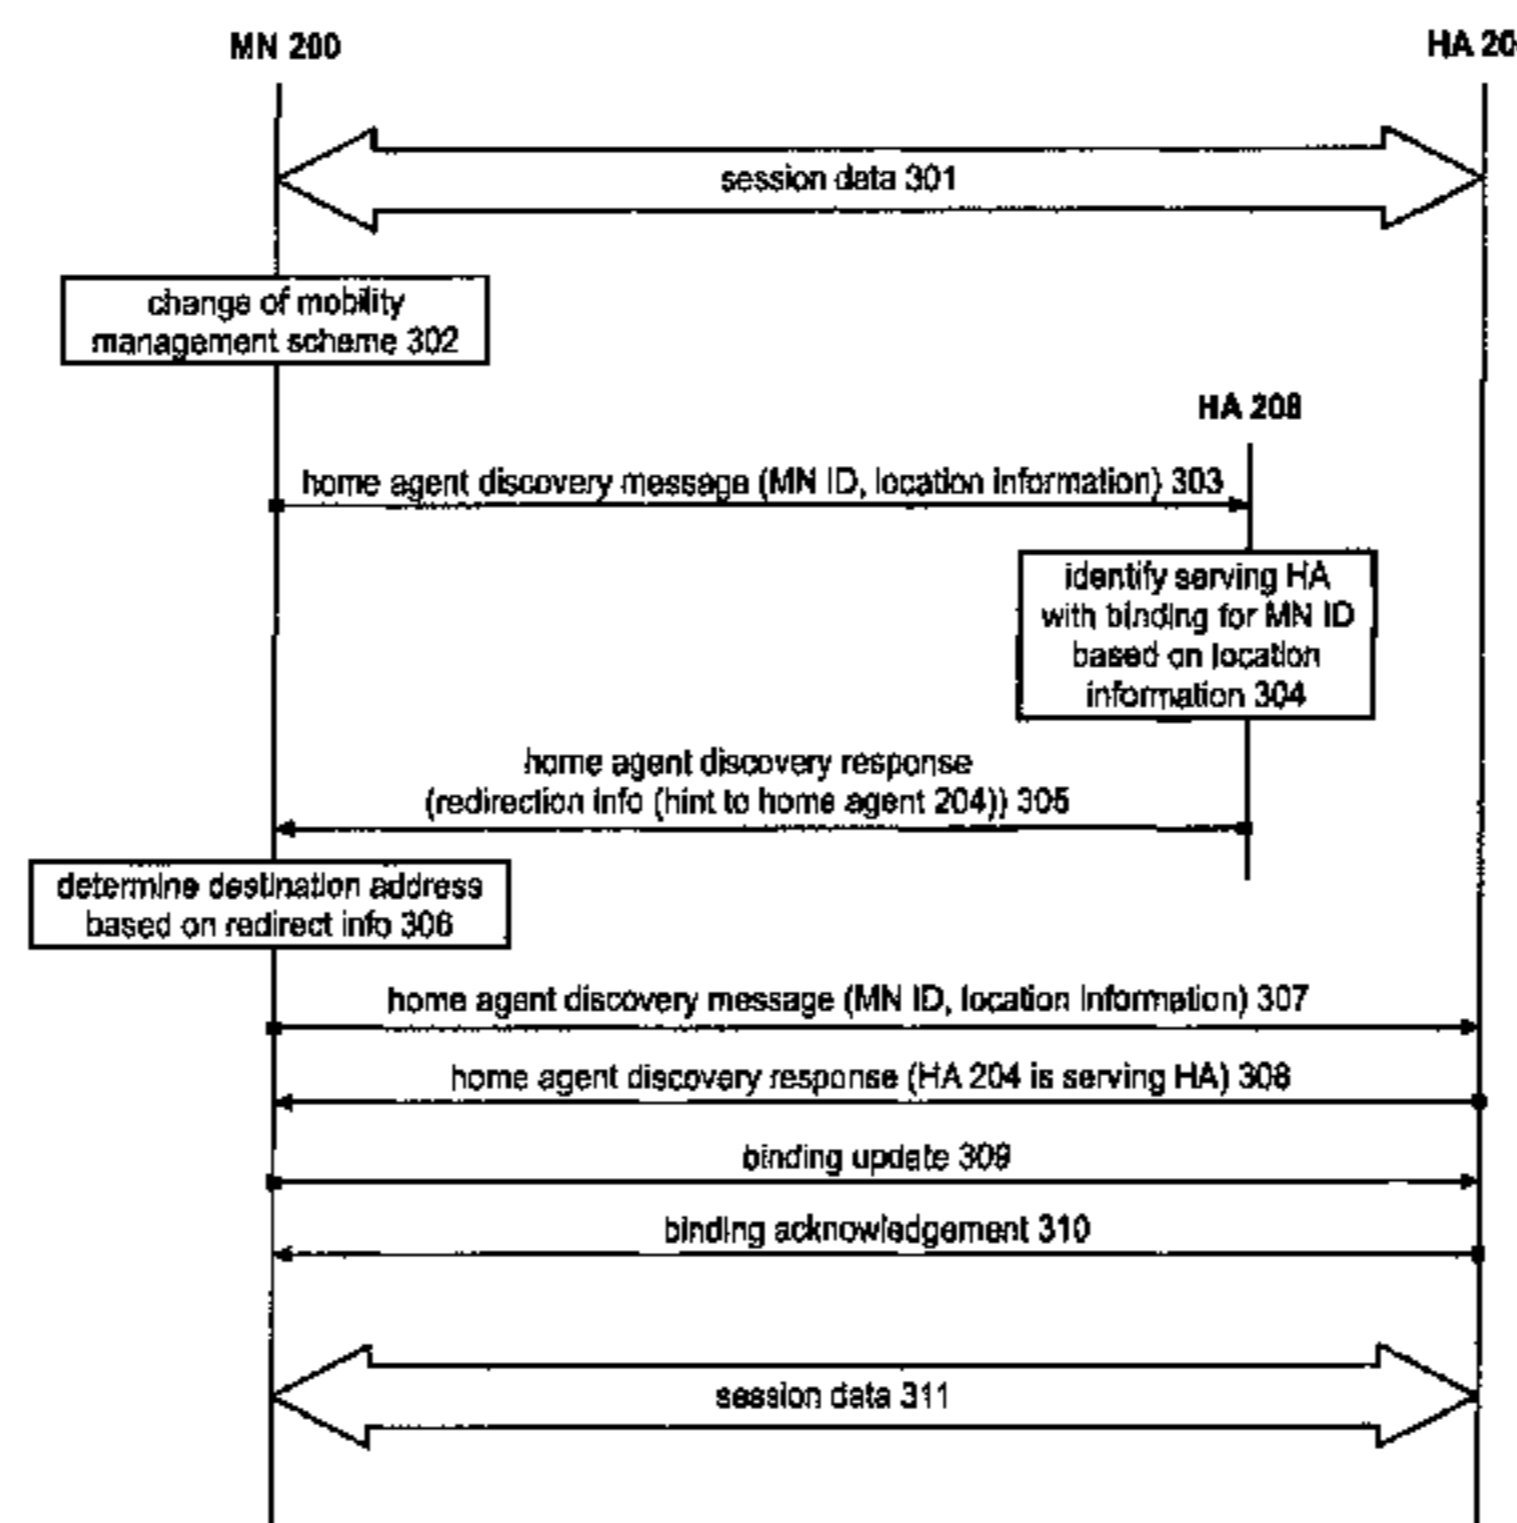 MN 200
HA 20
session data 301
change of mobility
management scheme 302
HA 208
home agent discovery message (MN ID, location information) 303
identify serving HA
with binding for MN ID
based on location
information 304
home agent discovery response
(redirection info (hint to home agent 204)) 305
determine destination address
based on redirect info 306
home agent discovery message (MN ID, location information) 307
home agent discovery response (HA 204 is serving HA) 308
binding update 309
binding acknowledgement 310
session data 311